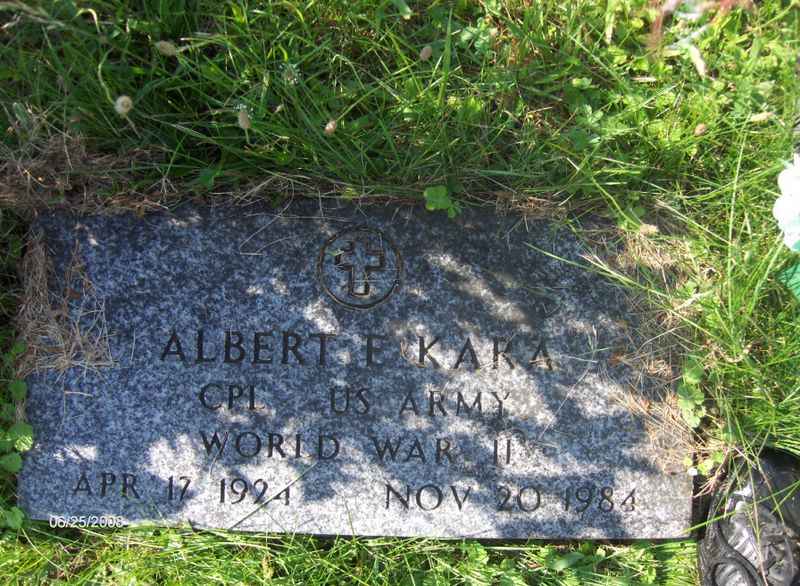 ALBERT F KARA
CPL US ARMY
WORLD WAR II
APR 17 1924 NOV 20 1984
06/25/2008